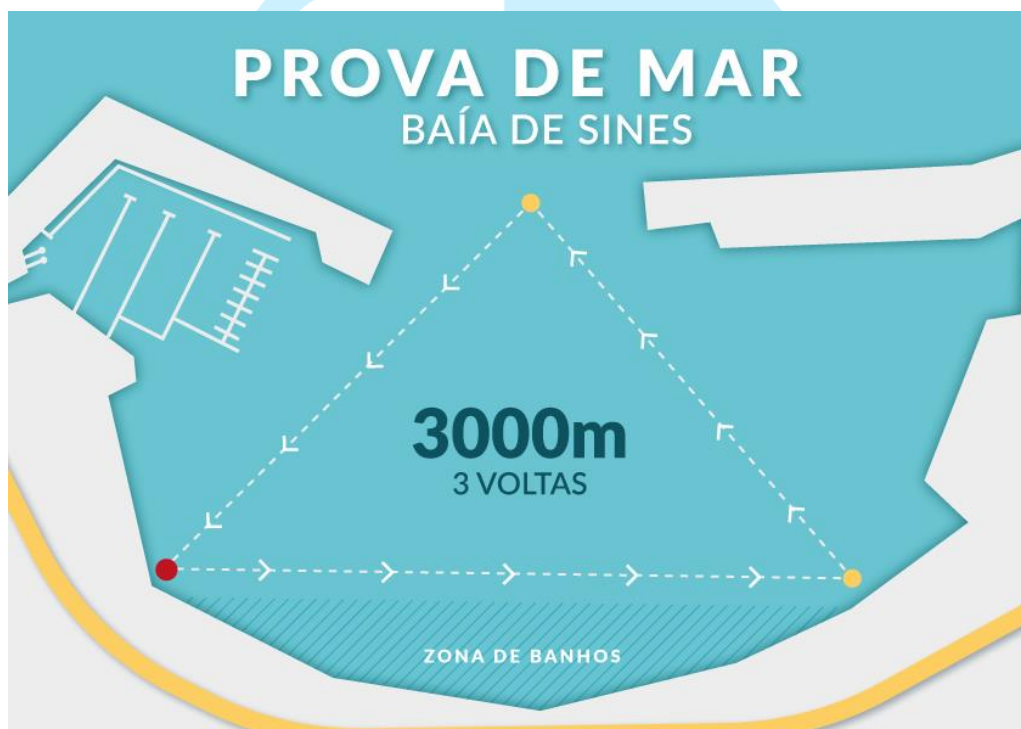 PROVA DE MAR
BAÍA DE SINES
3000m
3 VOLTAS
ZONA DE BANHOS